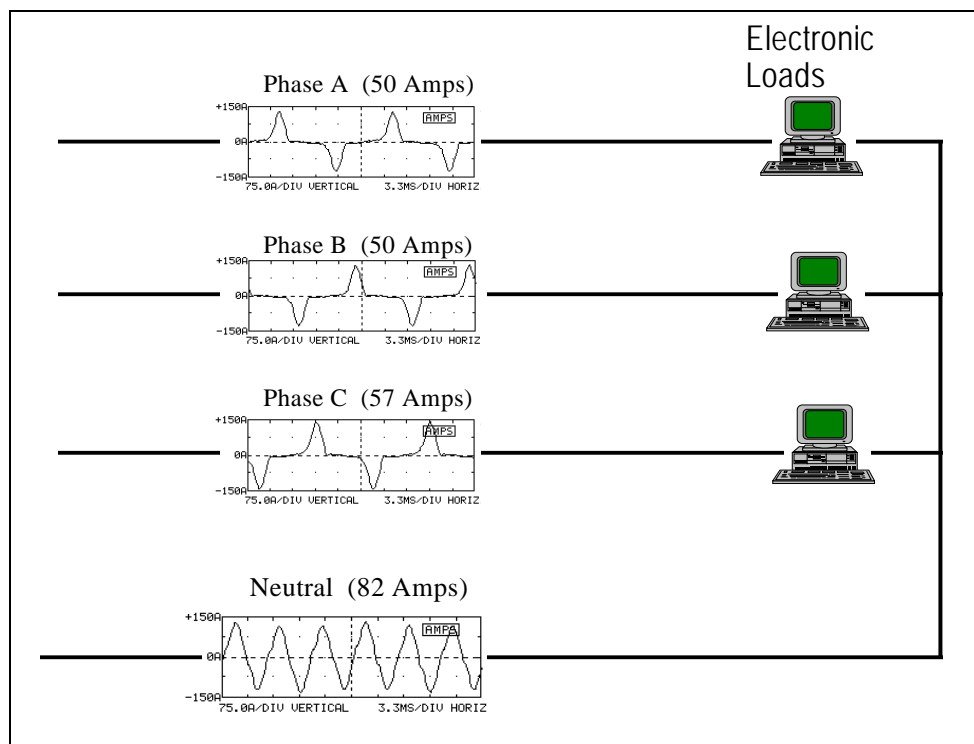 Electronic
Loads
Phase A (50 Amps)
+150A
AMPS
0A
-150A
75.0A/DIV VERTICAL 3.3MS/DIV HORIZ
Phase B (50 Amps)
+150A
AMPS
0A
-150A
75.0A/DIV VERTICAL 3.3MS/DIV HORIZ
Phase C (57 Amps)
+150A
AMPS
0A
-150A
75.0A/DIV VERTICAL 3.3MS/DIV HORIZ
Neutral (82 Amps)
+150A
AMPS
0A
-150A
75.0A/DIV VERTICAL 3.3MS/DIV HORIZ